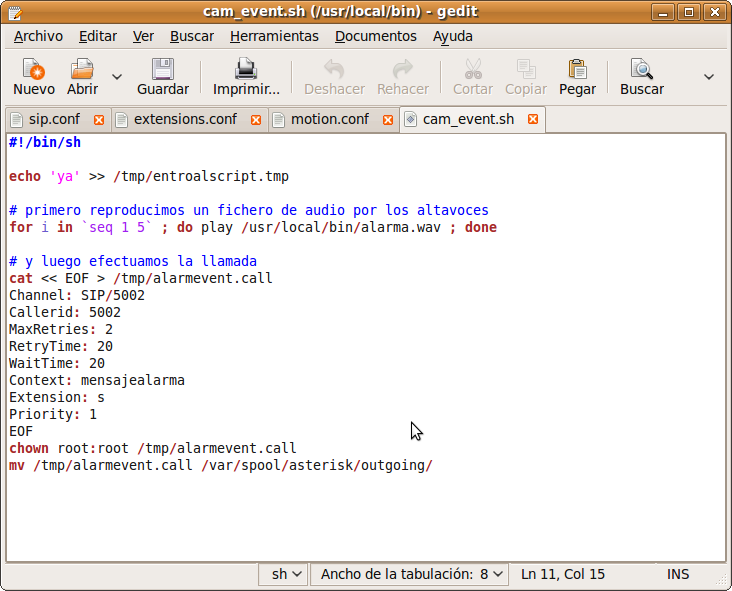 cam_event.sh (/usr/local/bin) - gedit
Archivo Editar Ver Buscar Herramientas Documentos Ayuda
Nuevo Abrir Guardar Imprimir... Deshacer Rehacer Cortar Copiar Pegar Buscar
sip.conf extensions.conf motion.conf cam_event.sh
#!/bin/sh
echo 'ya' >> /tmp/entroalscript.tmp
# primero reproducimos un fichero de audio por los altavoces
for i in `seq 1 5` ; do play /usr/local/bin/alarma.wav ; done
# y luego efectuamos la llamada
cat << EOF > /tmp/alarmevent.call
Channel: SIP/5002
Callerid: 5002
MaxRetries: 2
RetryTime: 20
WaitTime: 20
Context: mensajealarma
Extension: s
Priority: 1
EOF
chown root:root /tmp/alarmevent.call
mv /tmp/alarmevent.call /var/spool/asterisk/outgoing/
sh Ancho de la tabulación: 8 Ln 11, Col 15 INS